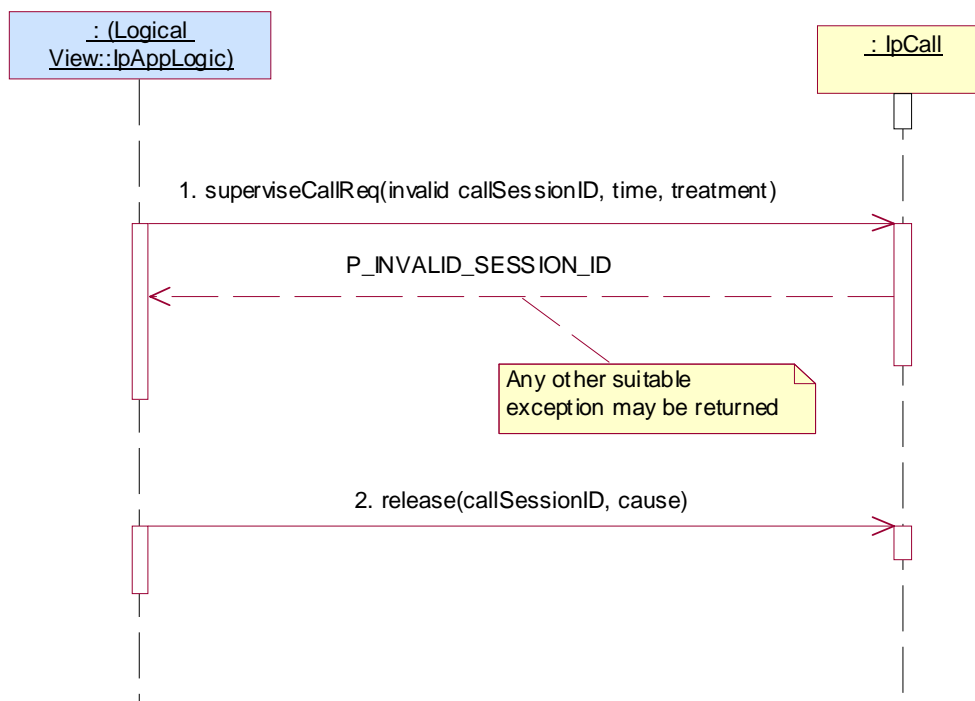 : (Logical
View::IpAppLogic)
: IpCall
1. superviseCallReq(invalid callSessionID, time, treatment)
P_INVALID_SESSION_ID
Any other suitable
exception may be returned
2. release(callSessionID, cause)